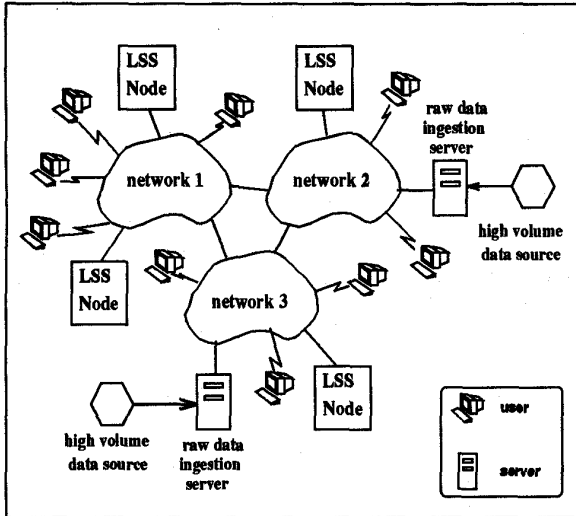 LSS
Node
LSS
Node
raw data
ingestion
server
network 1
network 2
high volume
data source
LSS
Node
network 3
LSS
Node
high volume
data source
raw data
ingestion
server
user
server